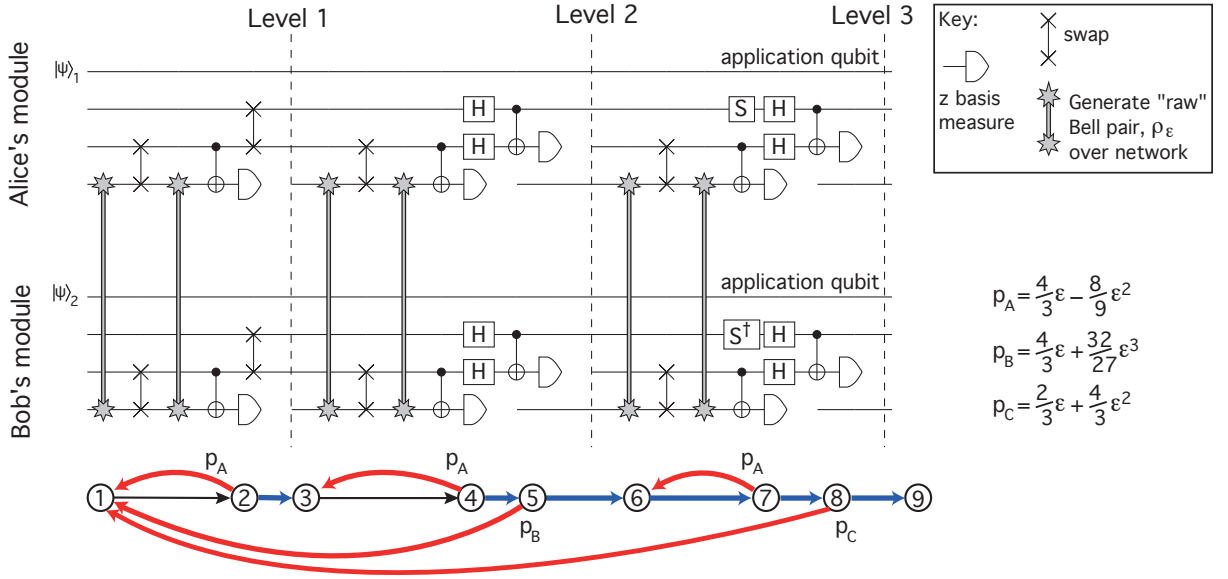 Level 1
Level 2
Level 3
Key:
swap
z basis
measure
Generate "raw"
Bell pair, ρε
over network
Alice's module
|ψ⟩1
application qubit
H
S
H
H
H
Bob's module
|ψ⟩2
application qubit
H
S†
H
H
H
pA = 4/3 ε − 8/9 ε²
pB = 4/3 ε + 32/27 ε³
pC = 2/3 ε + 4/3 ε²
pA
pA
pA
1 2 3 4 5 6 7 8 9
pB
pC